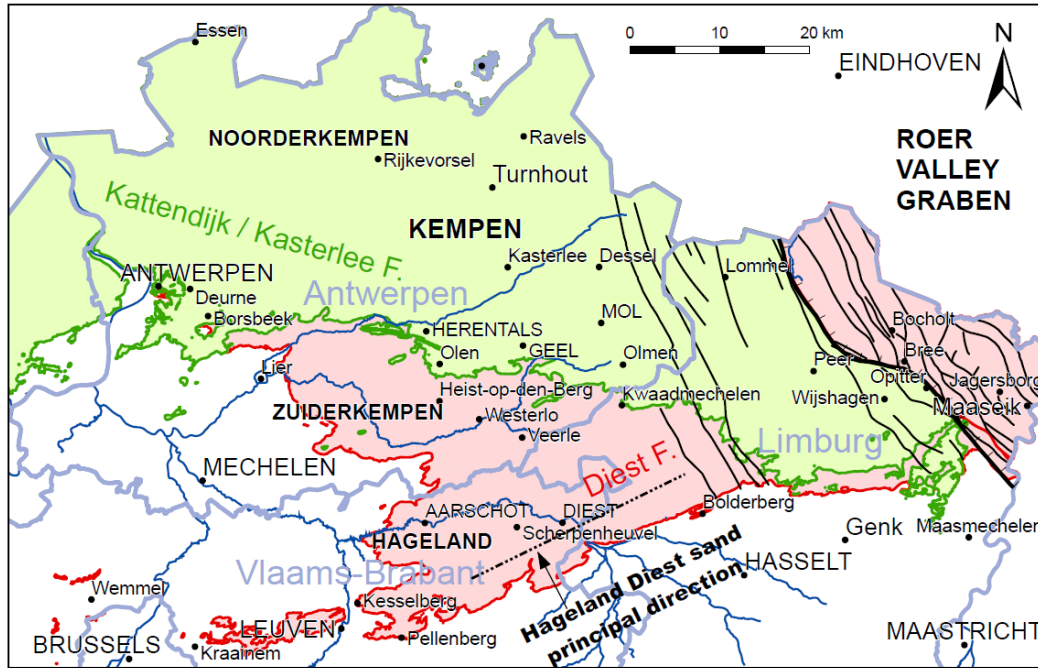 Essen
0 10 20 km
N
EINDHOVEN
NOORDERKEMPEN
Ravels
Rijkevorsel
Turnhout
ROER
VALLEY
GRABEN
Kattendijk / Kasterlee F.
KEMPEN
Kasterlee
Dessel
Lommel
ANTWERPEN
Deurne
Antwerpen
Borsbeek
MOL
HERENTALS
Bocholt
GEEL
Olen
Olmen
Peer
Bree
Opitter
Jagersborg
Lier
Heist-op-den-Berg
Kwaadmechelen
Wijshagen
Maaseik
ZUIDERKEMPEN
Westerlo
Veerle
Limburg
MECHELEN
Diest F.
Bolderberg
AARSCHOT
DIEST
Scherpenheuvel
HAGELAND
Genk
Maasmechelen
HASSELT
Vlaams-Brabant
Hageland Diest sand
principal direction
Wemmel
Kesselberg
LEUVEN
Pellenberg
BRUSSELS
Kraainem
MAASTRICHT